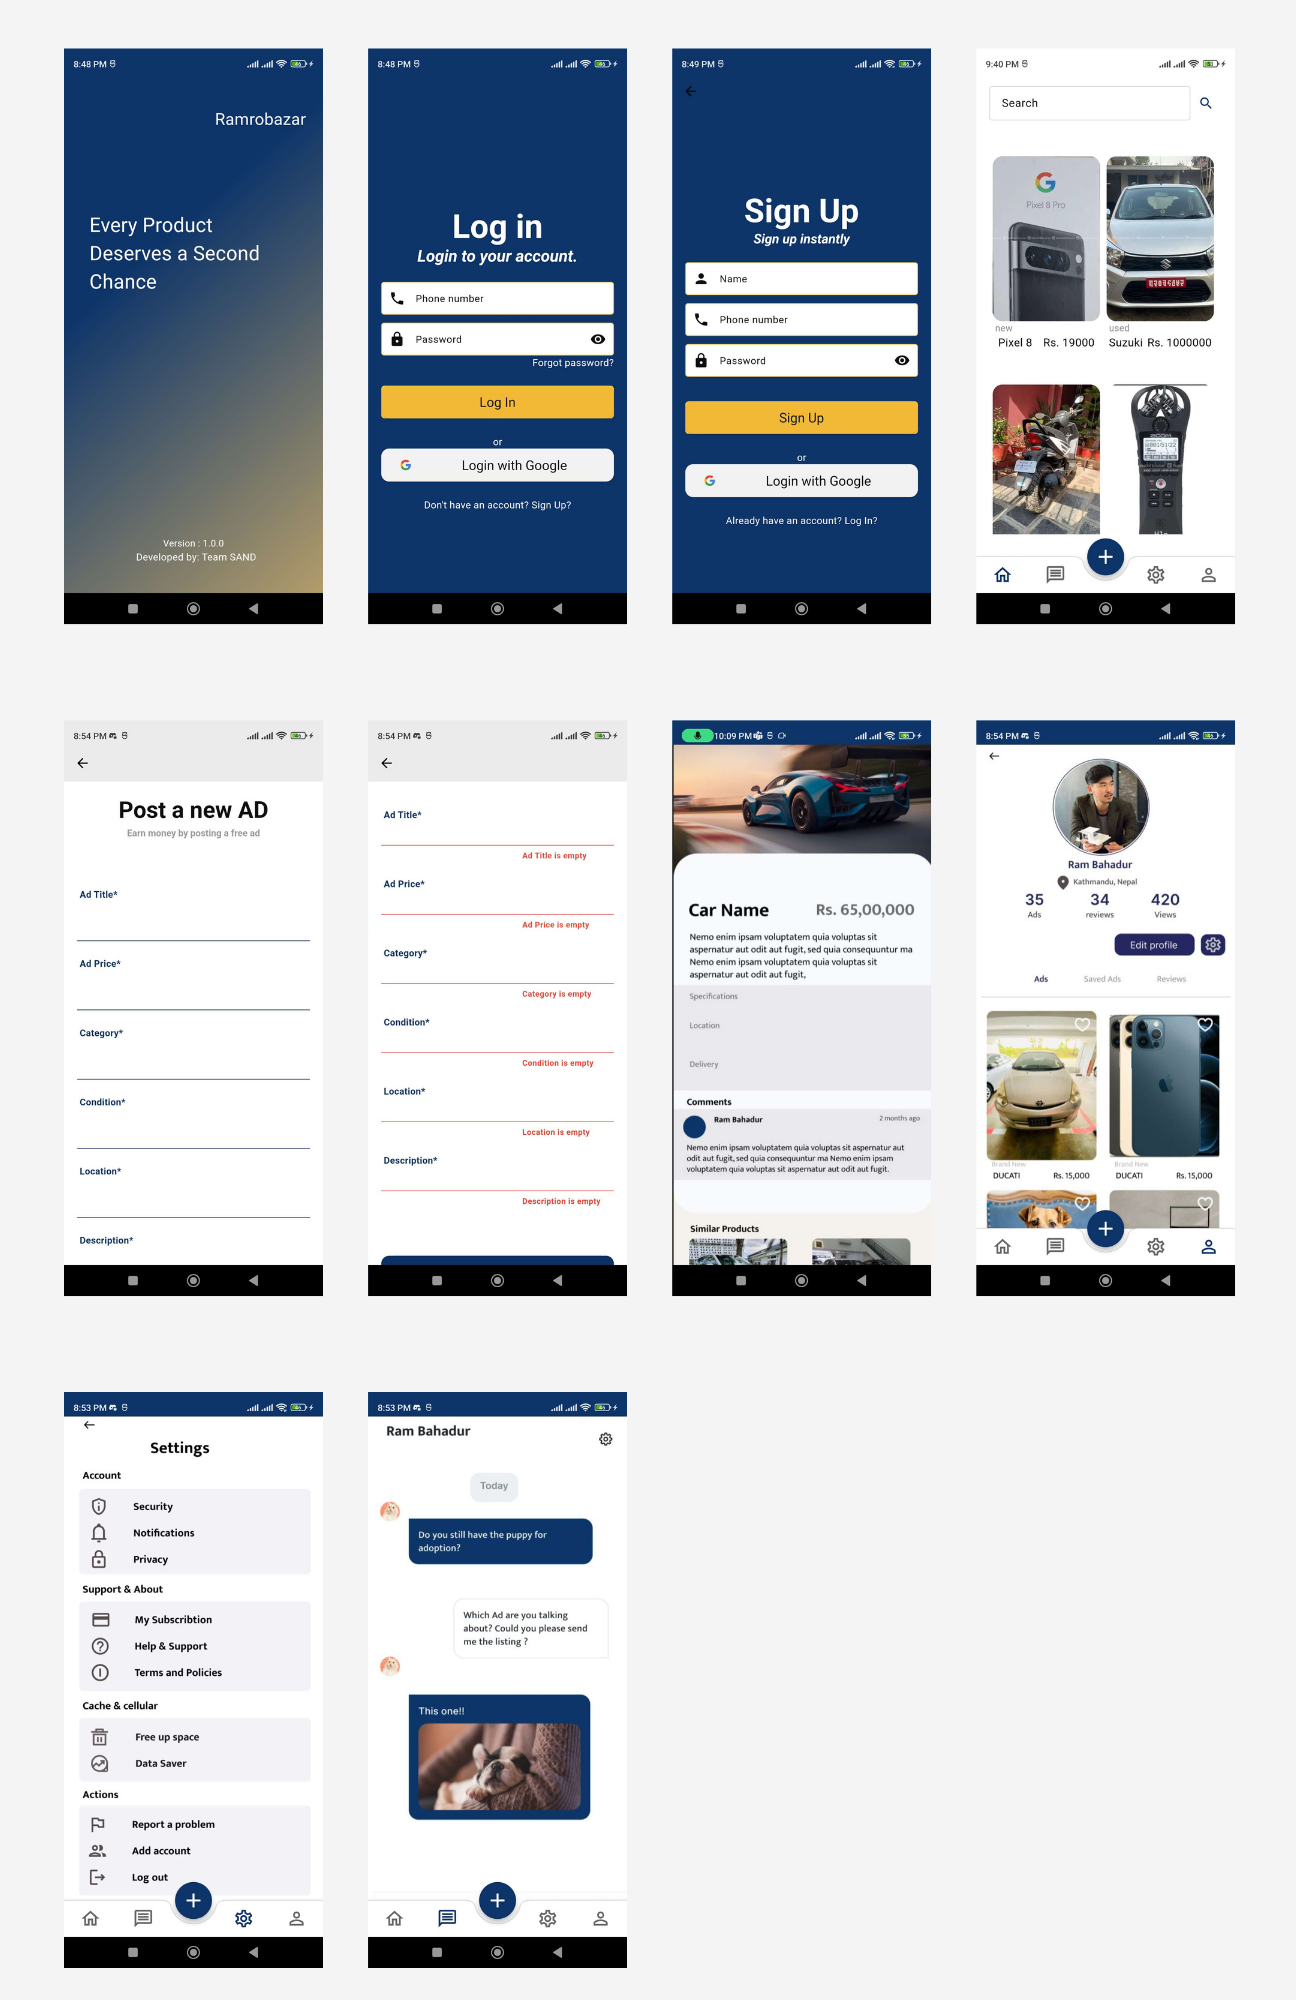 8:48 PM
Ramrobazar
Every Product
Deserves a Second
Chance
Version : 1.0.0
Developed by: Team SAND
8:48 PM
Log in
Login to your account.
Phone number
Password
Forgot password?
Log In
or
Login with Google
Don't have an account? Sign Up?
8:49 PM
Sign Up
Sign up instantly
Name
Phone number
Password
Sign Up
or
Login with Google
Already have an account? Log In?
9:40 PM
Search
Pixel 8 Pro
new
Pixel 8 Rs. 19000
used
Suzuki Rs. 1000000
8:54 PM
Post a new AD
Earn money by posting a free ad
Ad Title*
Ad Price*
Category*
Condition*
Location*
Description*
8:54 PM
Ad Title*
Ad Title is empty
Ad Price*
Ad Price is empty
Category*
Category is empty
Condition*
Condition is empty
Location*
Location is empty
Description*
Description is empty
10:09 PM
Car Name Rs. 65,00,000
Nemo enim ipsam voluptatem quia voluptas sit
aspernatur aut odit aut fugit, sed quia consequuntur ma
Nemo enim ipsam voluptatem quia voluptas sit
aspernatur aut odit aut fugit,
Specifications
Location
Delivery
Comments
Ram Bahadur 2 months ago
Nemo enim ipsam voluptatem quia voluptas sit aspernatur aut
odit aut fugit, sed quia consequuntur ma Nemo enim ipsam
voluptatem quia voluptas sit aspernatur aut odit aut fugit.
Similar Products
8:54 PM
Ram Bahadur
Kathmandu, Nepal
35 34 420
Ads reviews Views
Edit profile
Ads Saved Ads Reviews
Brand New
DUCATI Rs. 15,000
Brand New
DUCATI Rs. 15,000
8:53 PM
Settings
Account
Security
Notifications
Privacy
Support & About
My Subscribtion
Help & Support
Terms and Policies
Cache & cellular
Free up space
Data Saver
Actions
Report a problem
Add account
Log out
8:53 PM
Ram Bahadur
Today
Do you still have the puppy for
adoption?
Which Ad are you talking
about? Could you please send
me the listing ?
This one!!